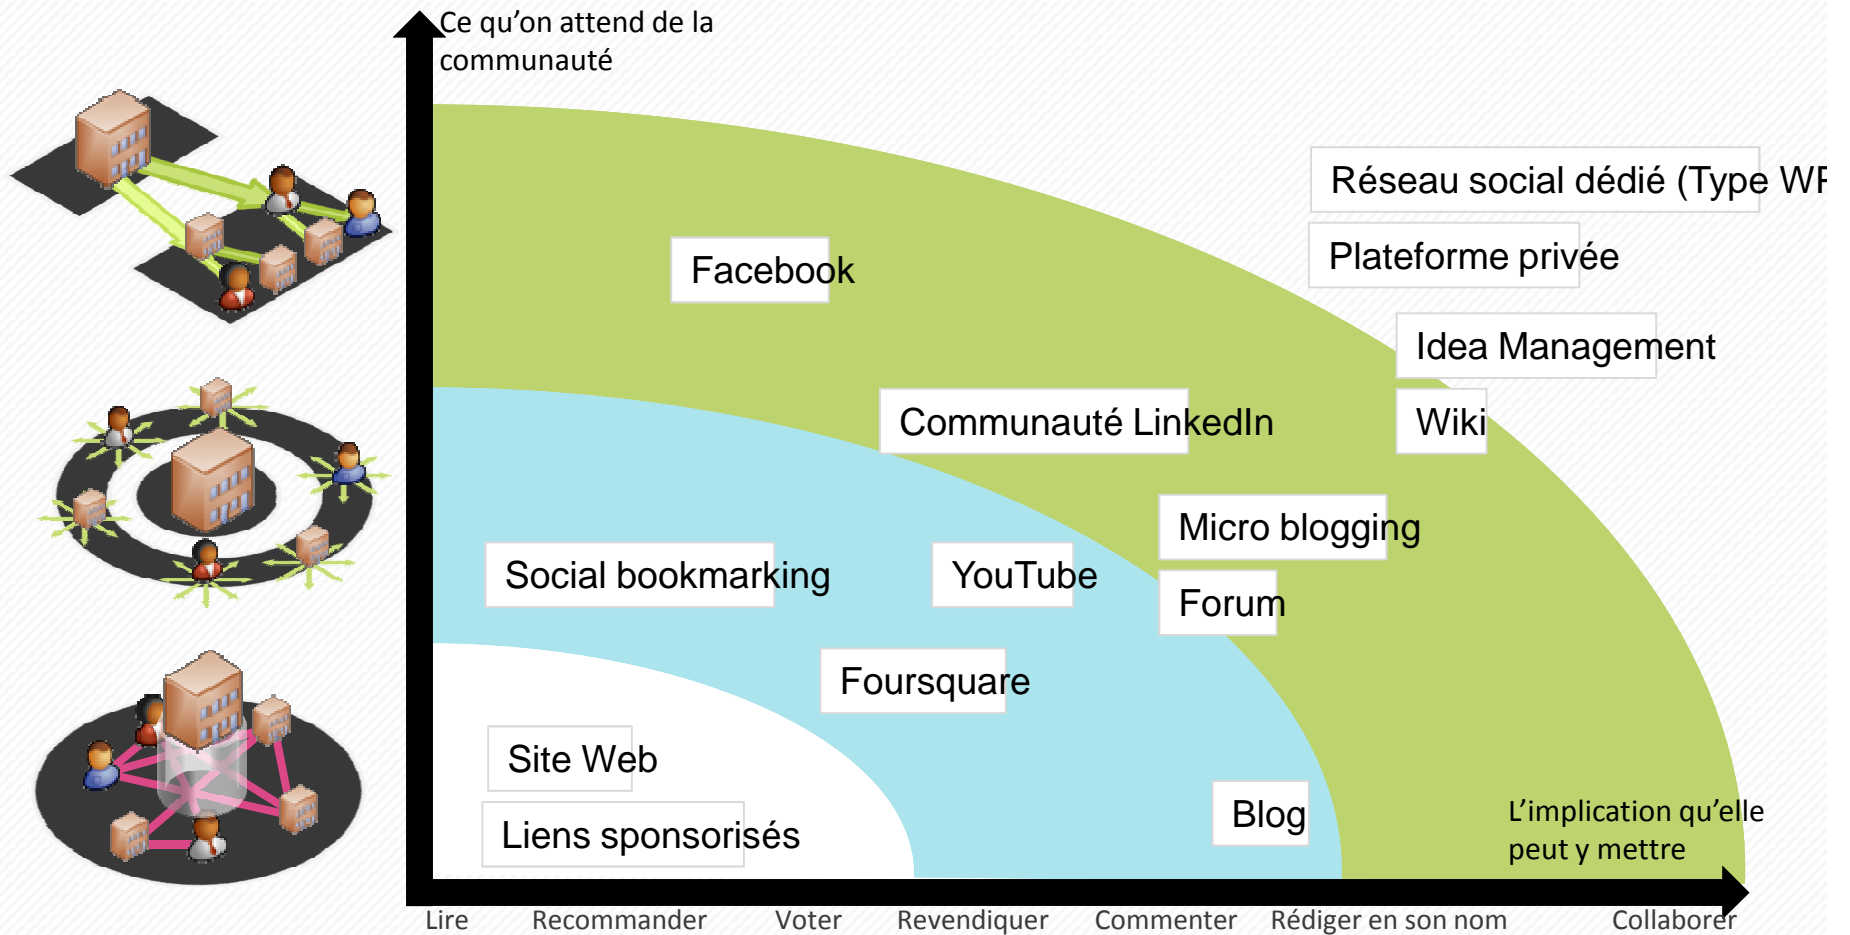 Ce qu’on attend de la
communauté
Réseau social dédié (Type WF
Plateforme privée
Facebook
Idea Management
Communauté LinkedIn
Wiki
Micro blogging
Social bookmarking
YouTube
Forum
Foursquare
Site Web
Blog
Liens sponsorisés
L’implication qu’elle
peut y mettre
Lire Recommander Voter Revendiquer Commenter Rédiger en son nom Collaborer